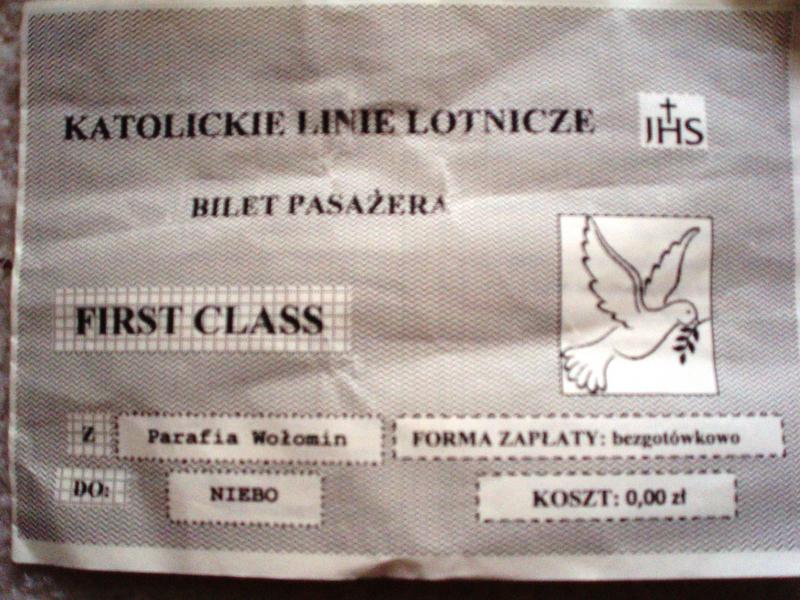 KATOLICKIE LINIE LOTNICZE
IHS
BILET PASAŻERA
FIRST CLASS
Z Parafia Wołomin FORMA ZAPŁATY: bezgotówkowo
DO: NIEBO KOSZT: 0,00 zł